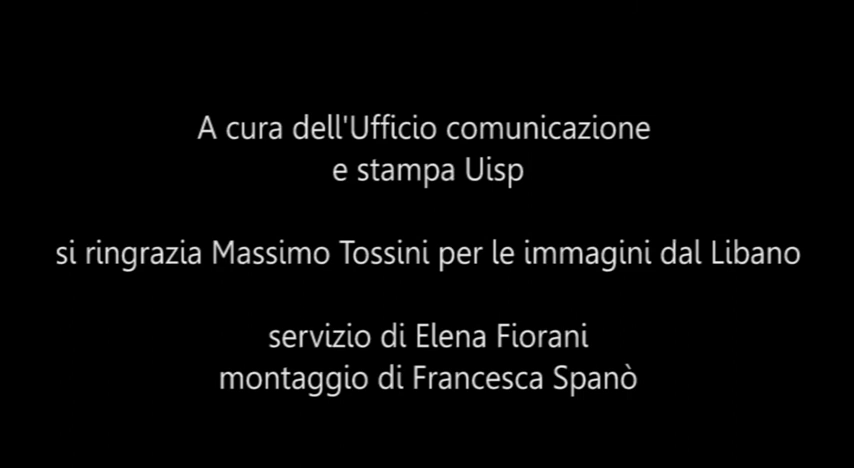 A cura dell'Ufficio comunicazione
e stampa Uisp
si ringrazia Massimo Tossini per le immagini dal Libano
servizio di Elena Fiorani
montaggio di Francesca Spanò